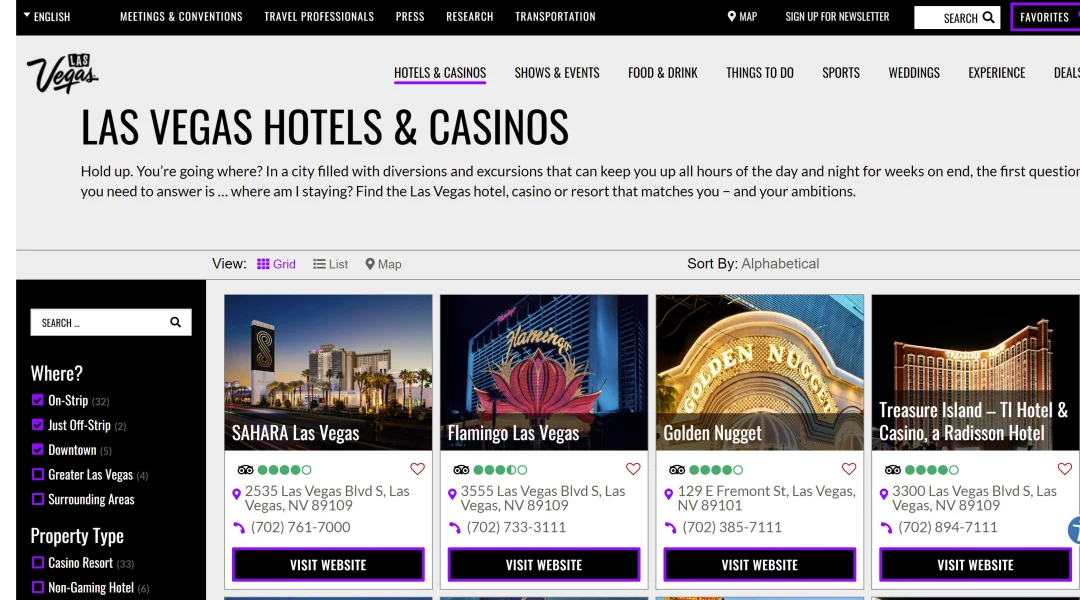 ENGLISH
MEETINGS & CONVENTIONS
TRAVEL PROFESSIONALS
PRESS
RESEARCH
TRANSPORTATION
MAP
SIGN UP FOR NEWSLETTER
SEARCH
FAVORITES
LAS
Vegas
HOTELS & CASINOS
SHOWS & EVENTS
FOOD & DRINK
THINGS TO DO
SPORTS
WEDDINGS
EXPERIENCE
DEALS
LAS VEGAS HOTELS & CASINOS
Hold up. You’re going where? In a city filled with diversions and excursions that can keep you up all hours of the day and night for weeks on end, the first question
you need to answer is ... where am I staying? Find the Las Vegas hotel, casino or resort that matches you – and your ambitions.
View:
Grid
List
Map
Sort By: Alphabetical
SEARCH ...
Where?
On-Strip (32)
Just Off-Strip (2)
Downtown (5)
Greater Las Vegas (4)
Surrounding Areas
Property Type
Casino Resort (33)
Non-Gaming Hotel (6)
SAHARA Las Vegas
2535 Las Vegas Blvd S, Las
Vegas, NV 89109
(702) 761-7000
VISIT WEBSITE
Flamingo
Flamingo Las Vegas
3555 Las Vegas Blvd S, Las
Vegas, NV 89109
(702) 733-3111
VISIT WEBSITE
GOLDEN NUGGET
Golden Nugget
129 E Fremont St, Las Vegas,
NV 89101
(702) 385-7111
VISIT WEBSITE
TREASURE ISLAND
Treasure Island – TI Hotel &
Casino, a Radisson Hotel
3300 Las Vegas Blvd S, Las
Vegas, NV 89109
(702) 894-7111
VISIT WEBSITE